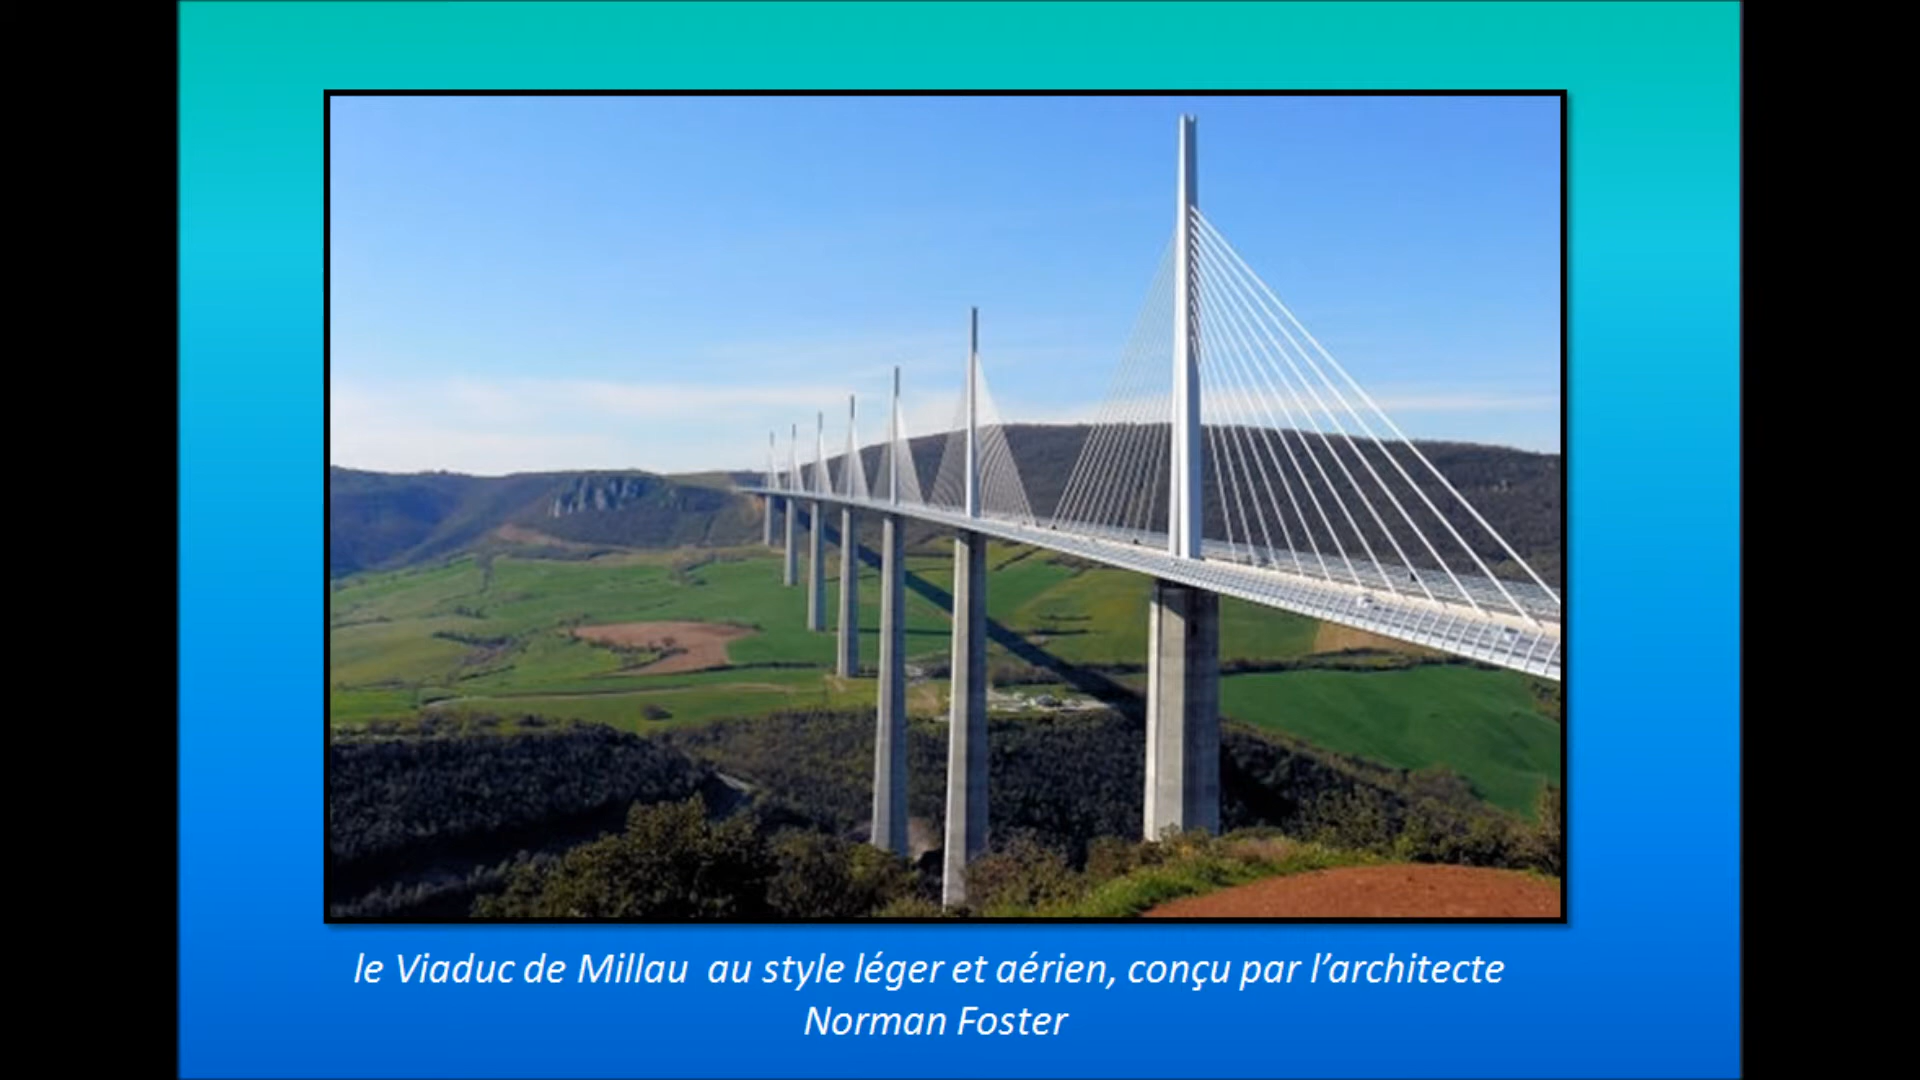 le Viaduc de Millau  au style léger et aérien, conçu par l’architecte
Norman Foster